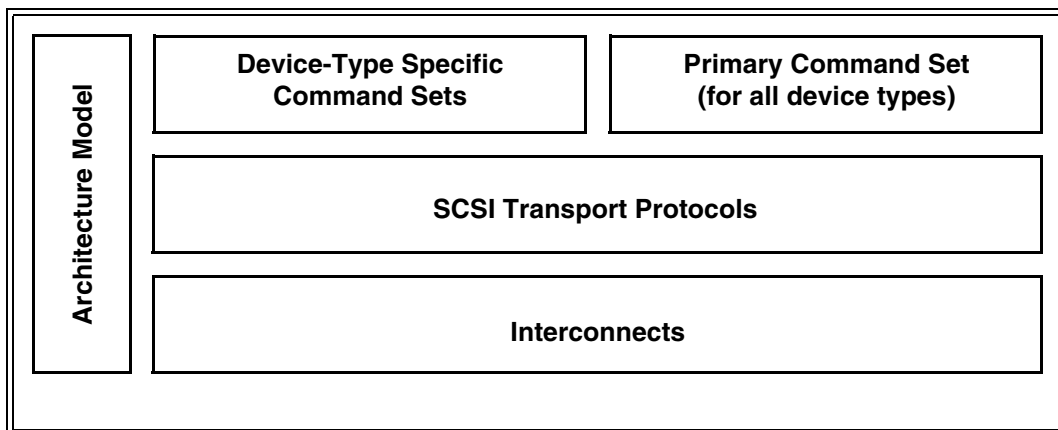 Architecture Model
Device-Type Specific
Command Sets
Primary Command Set
(for all device types)
SCSI Transport Protocols
Interconnects